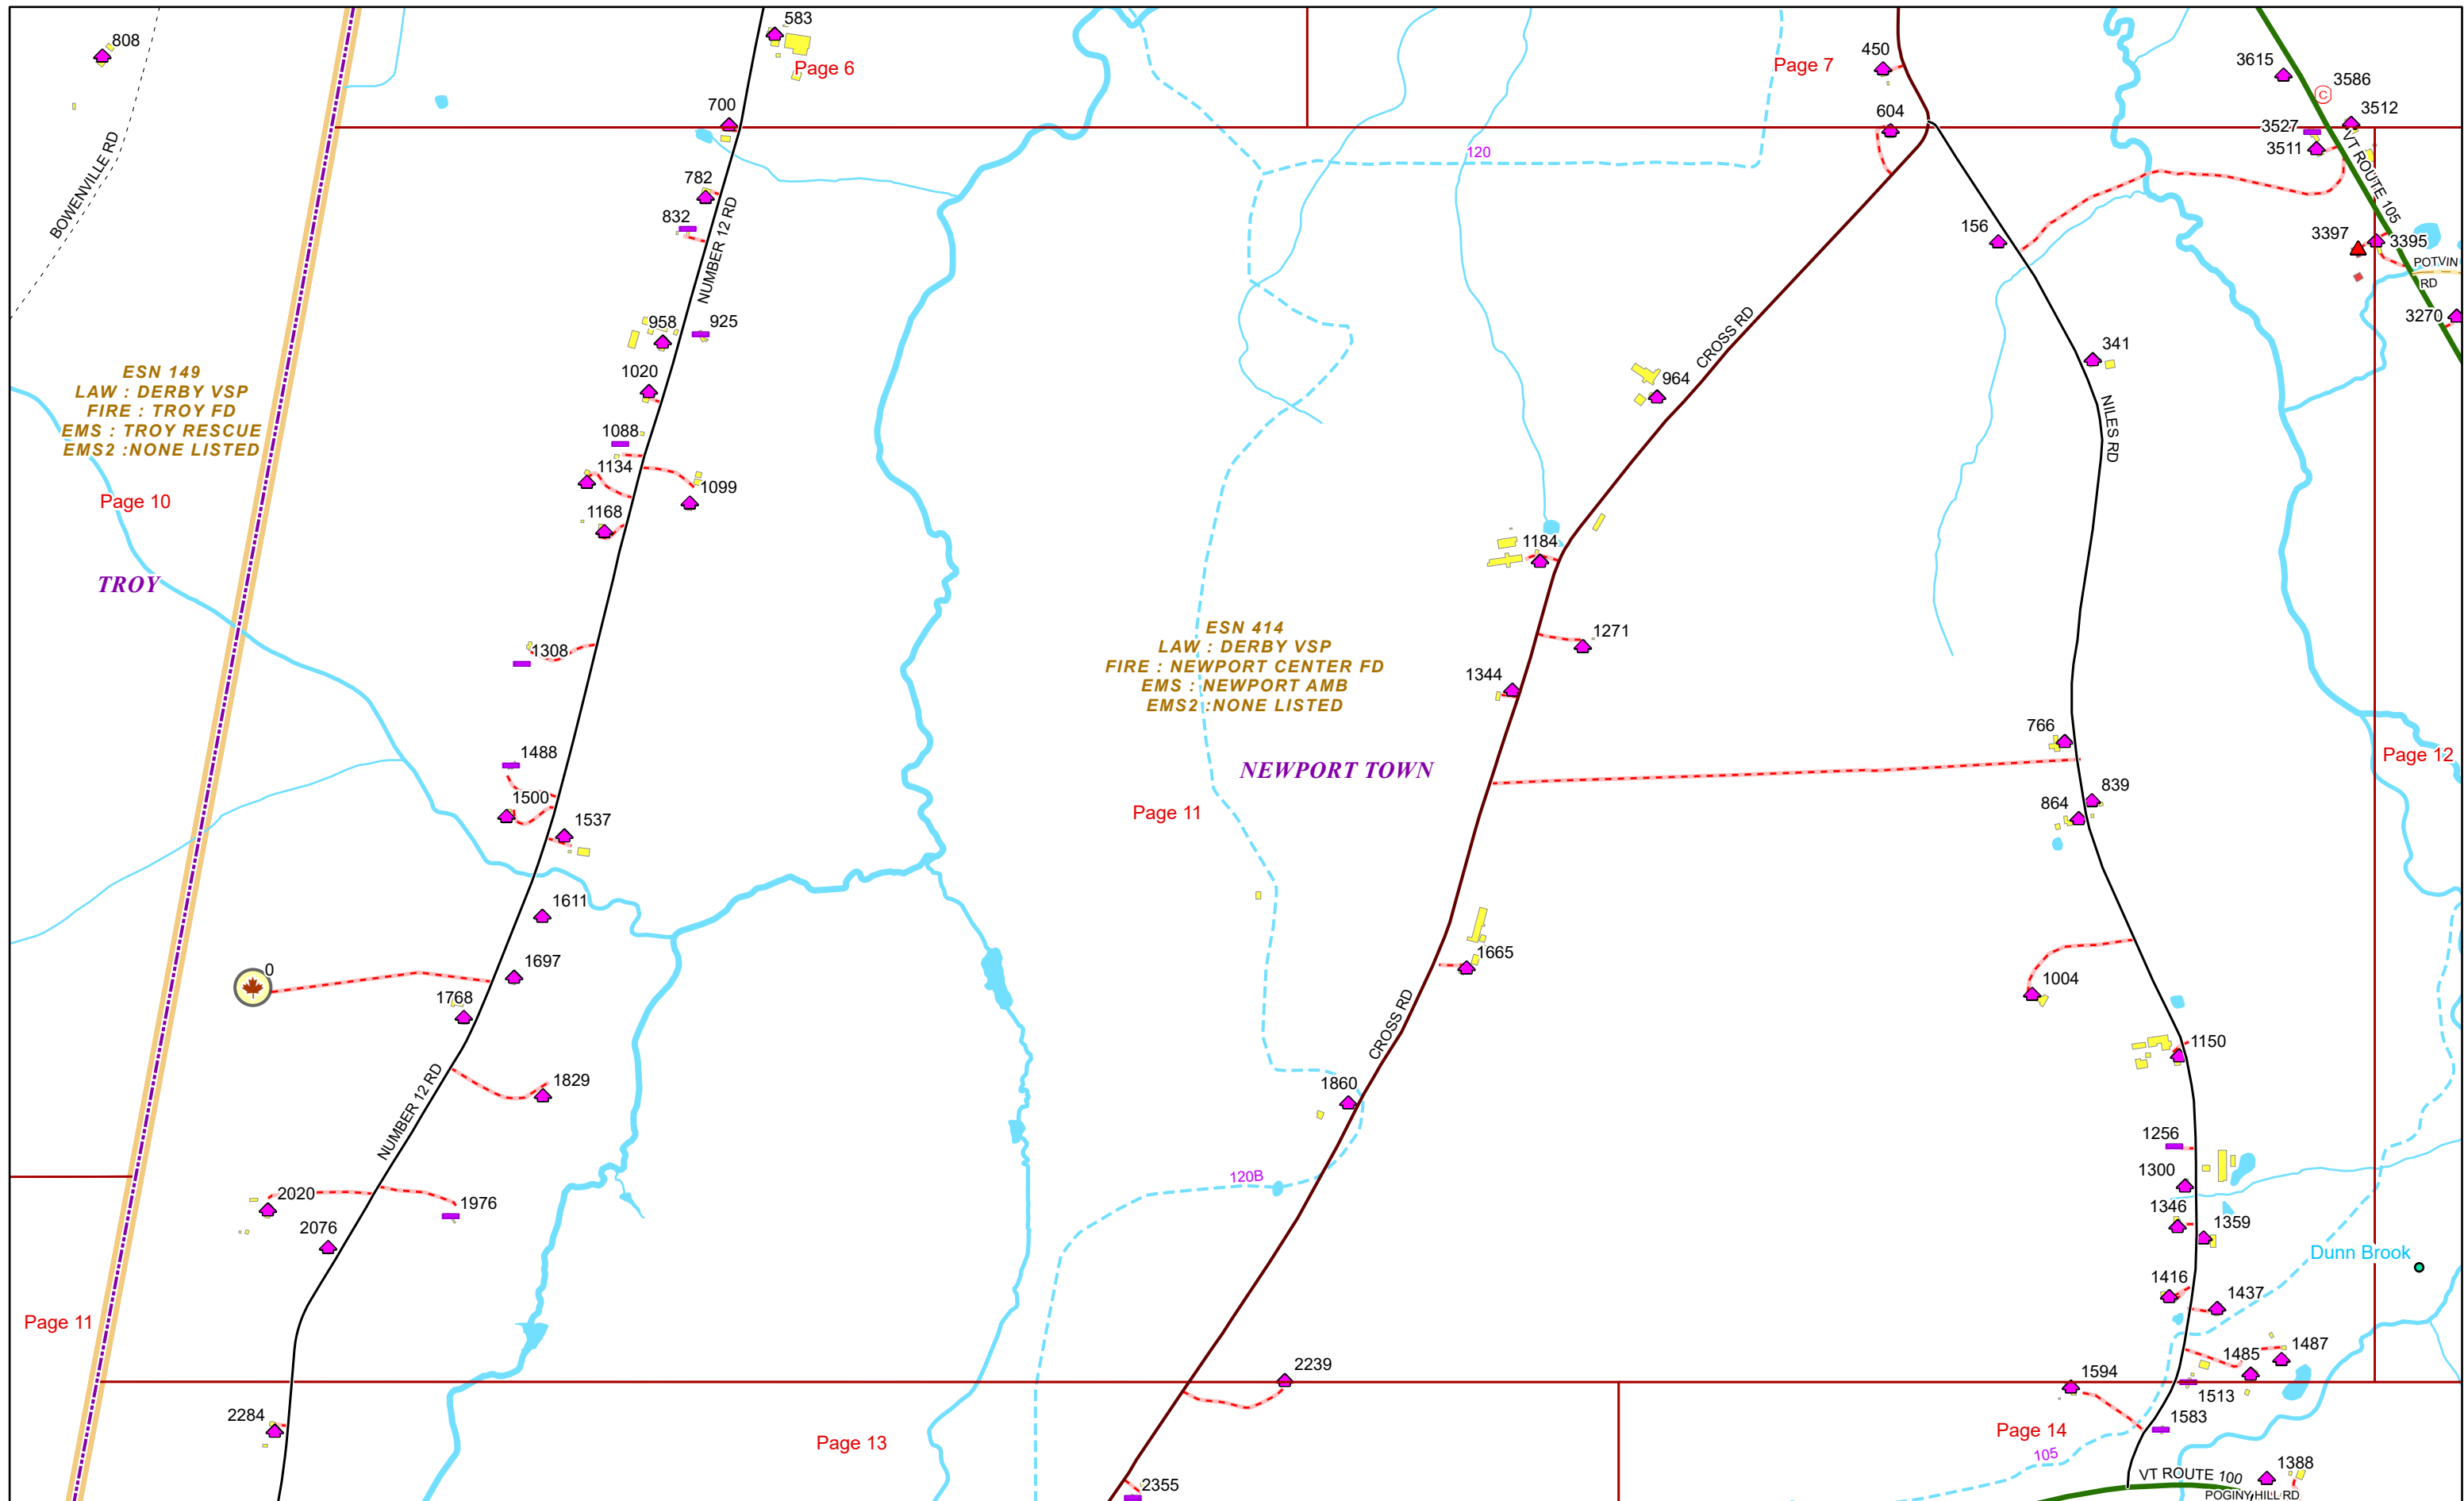 808
583
Page 6
700
BOWENVILLE RD
782
832
NUMBER 12 RD
958
925
1020
1088
1134
1099
1168
ESN 149
LAW : DERBY VSP
FIRE : TROY FD
EMS : TROY RESCUE
EMS2 :NONE LISTED
Page 10
TROY
1308
1488
1500
1537
1611
1697
0
1768
1829
NUMBER 12 RD
2020
1976
2076
Page 11
2284
Page 7
450
604
120
CROSS RD
964
1184
1271
1344
ESN 414
LAW : DERBY VSP
FIRE : NEWPORT CENTER FD
EMS : NEWPORT AMB
EMS2 :NONE LISTED
NEWPORT TOWN
Page 11
1665
CROSS RD
1860
120B
2239
Page 13
2355
3615
C
3586
3512
3527
3511
VT ROUTE 105
156
3397
3395
POTVIN
RD
3270
341
NILES RD
766
Page 12
839
864
1004
1150
1256
1300
1346
1359
Dunn Brook
1416
1437
1487
1485
1594
1513
1583
Page 14
105
1388
VT ROUTE 100
POGINY HILL RD